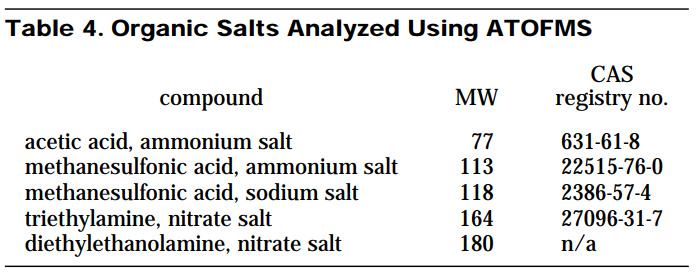 Table 4. Organic Salts Analyzed Using ATOFMS
compound MW CAS registry no.
acetic acid, ammonium salt 77 631-61-8
methanesulfonic acid, ammonium salt 113 22515-76-0
methanesulfonic acid, sodium salt 118 2386-57-4
triethylamine, nitrate salt 164 27096-31-7
diethylethanolamine, nitrate salt 180 n/a